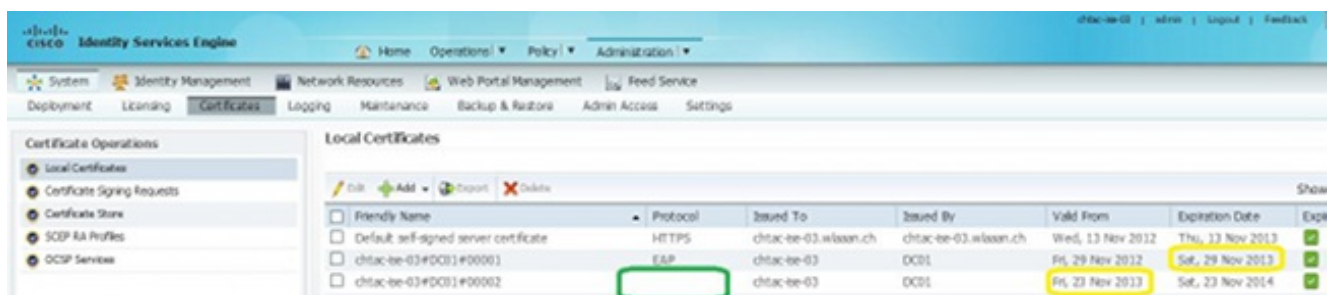 chtac-ise-03 | admin | Logout | Feedback
CISCO Identity Services Engine
Home Operations Policy Administration
System Identity Management Network Resources Web Portal Management Feed Service
Deployment Licensing Certificates Logging Maintenance Backup & Restore Admin Access Settings
Certificate Operations
Local Certificates
Certificate Signing Requests
Certificate Store
SCEP RA Profiles
OCSP Services
Local Certificates
Edit Add Export Delete
Show
Friendly Name Protocol Issued To Issued By Valid From Expiration Date Expi
Default self-signed server certificate HTTPS chtac-ise-03.wlaaan.ch chtac-ise-03.wlaaan.ch Wed, 13 Nov 2012 Thu, 13 Nov 2013
chtac-ise-03#DC01#00001 EAP chtac-ise-03 DC01 Fri, 29 Nov 2012 Sat, 29 Nov 2013
chtac-ise-03#DC01#00002 chtac-ise-03 DC01 Fri, 23 Nov 2013 Sat, 23 Nov 2014